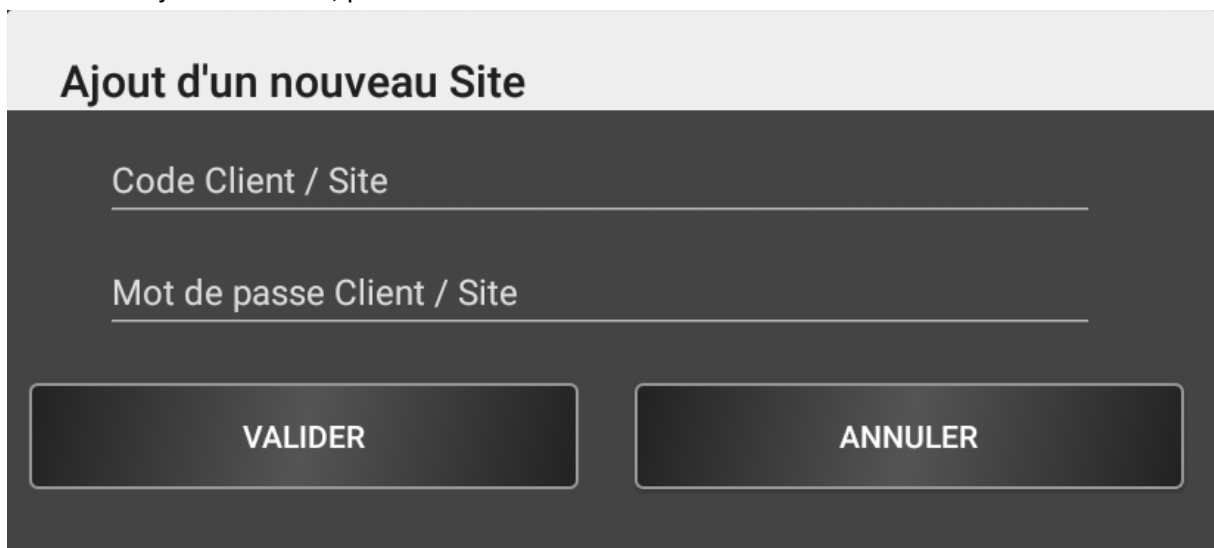 Ajout d'un nouveau Site
Code Client / Site
Mot de passe Client / Site
VALIDER
ANNULER